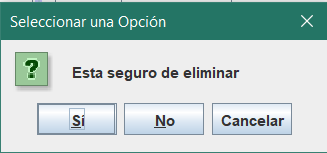 Seleccionar una Opción
Esta seguro de eliminar
Sí
No
Cancelar